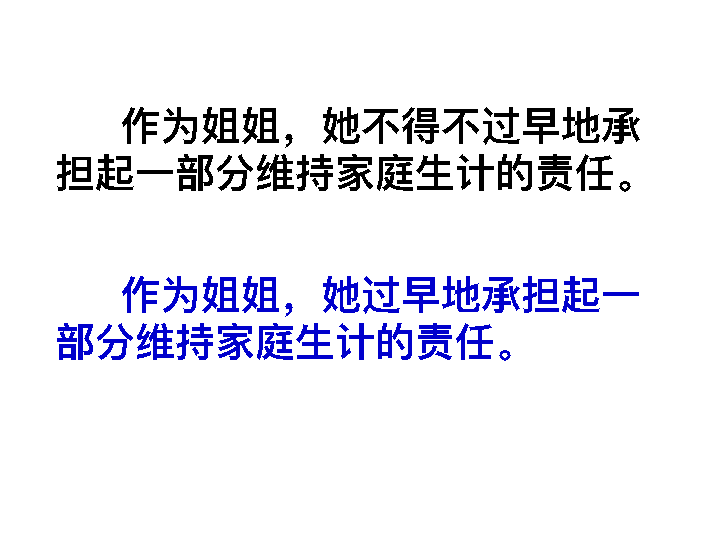 作为姐姐，她不得不过早地承
担起一部分维持家庭生计的责任。
作为姐姐，她过早地承担起一
部分维持家庭生计的责任。